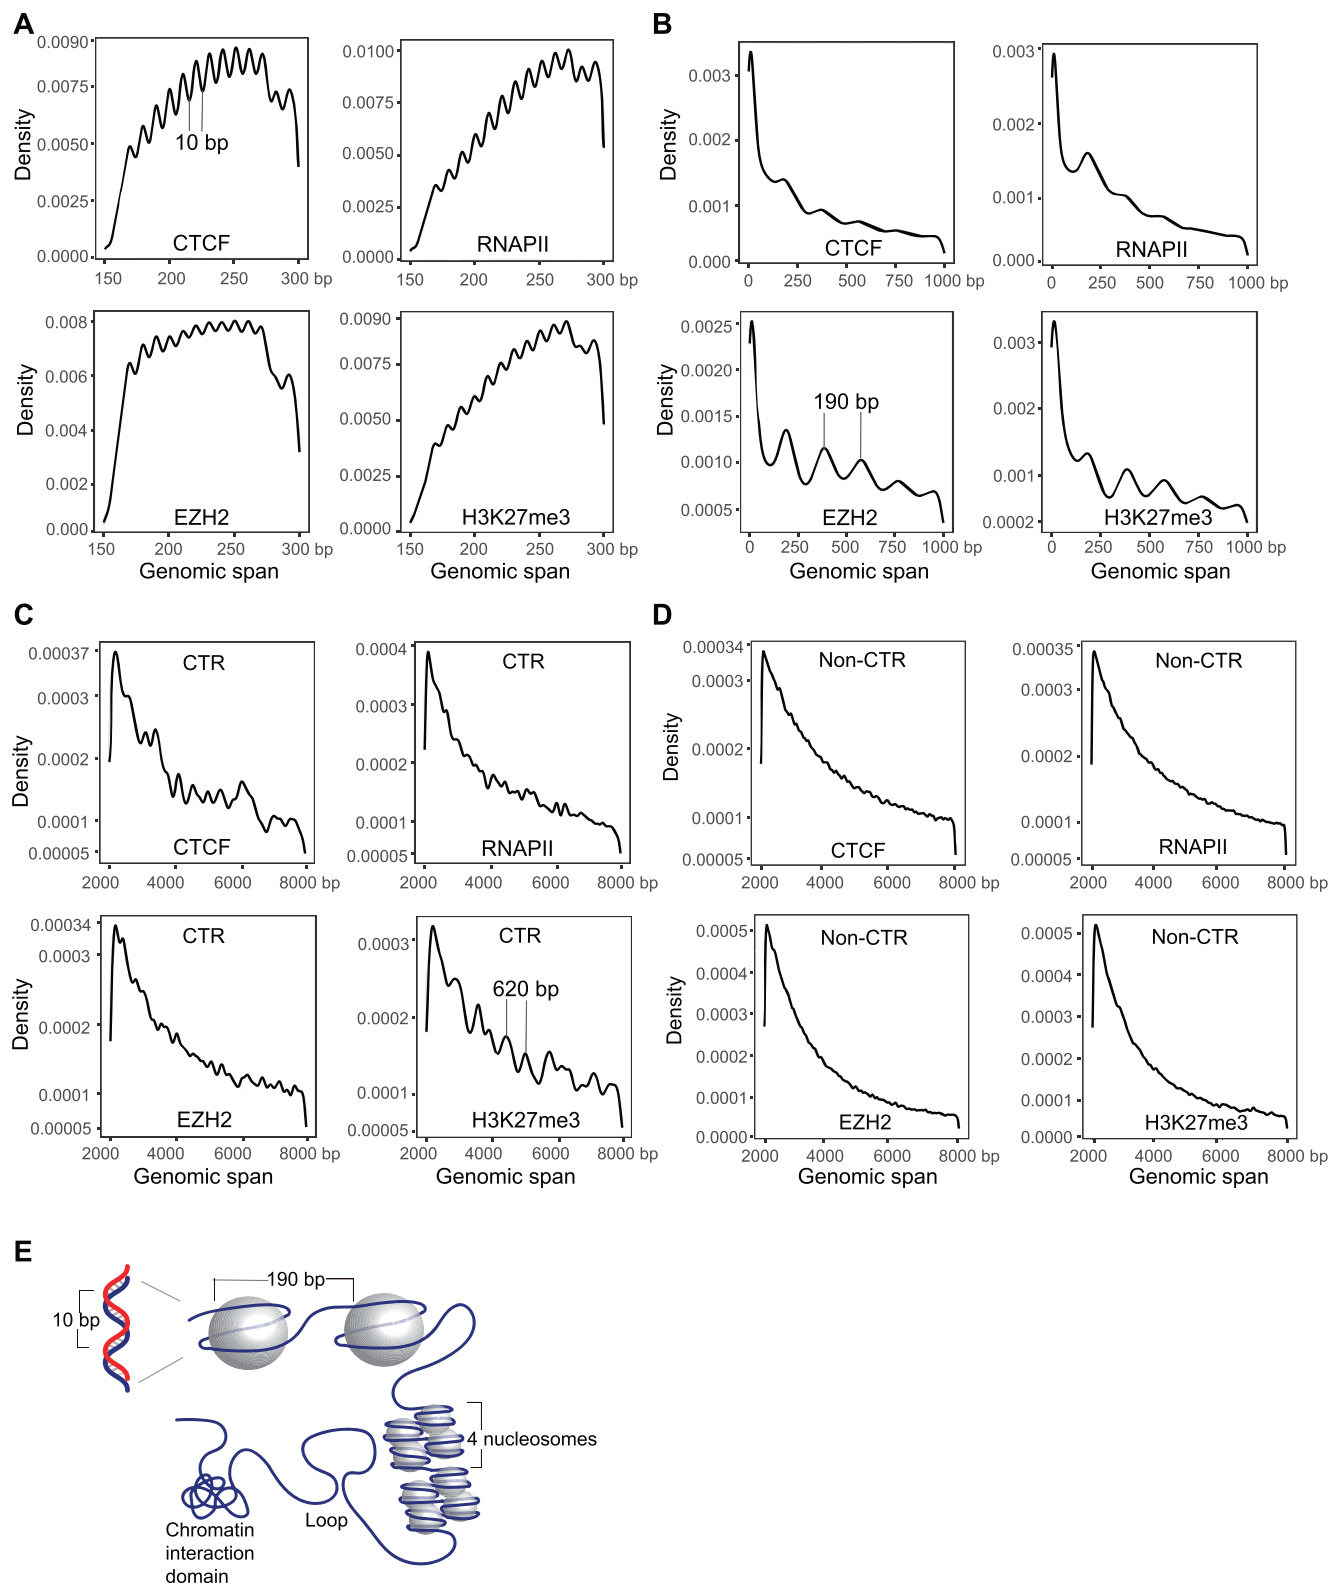 A
0.0090
0.0075
0.0050
0.0025
0.0000
Density
10 bp
CTCF
150
200
250
300 bp
0.0100
0.0075
0.0050
0.0025
0.0000
RNAPII
150
200
250
300 bp
0.008
0.006
0.004
0.002
0.000
Density
EZH2
150
200
250
300 bp
Genomic span
0.0090
0.0075
0.0050
0.0025
0.0000
H3K27me3
150
200
250
300 bp
Genomic span
B
0.003
0.002
0.001
0.000
Density
CTCF
0
250
500
750
1000 bp
0.003
0.002
0.001
0.000
RNAPII
0
250
500
750
1000 bp
0.0025
0.0020
0.0015
0.0010
0.0005
Density
190 bp
EZH2
0
250
500
750
1000 bp
Genomic span
0.003
0.002
0.001
0.0002
H3K27me3
0
250
500
750
1000 bp
Genomic span
C
0.00037
0.0003
0.0002
0.0001
0.00005
Density
CTR
CTCF
2000
4000
6000
8000 bp
0.0004
0.0003
0.0002
0.0001
0.00005
CTR
RNAPII
2000
4000
6000
8000 bp
0.00034
0.0003
0.0002
0.0001
0.00005
Density
CTR
EZH2
2000
4000
6000
8000 bp
Genomic span
0.0003
0.0002
0.0001
0.00005
CTR
620 bp
H3K27me3
2000
4000
6000
8000 bp
Genomic span
D
0.00034
0.0003
0.0002
0.0001
0.00005
Density
Non-CTR
CTCF
2000
4000
6000
8000 bp
0.00035
0.0003
0.0002
0.0001
0.00005
Non-CTR
RNAPII
2000
4000
6000
8000 bp
0.0005
0.0004
0.0003
0.0002
0.0001
0.0000
Density
Non-CTR
EZH2
2000
4000
6000
8000 bp
Genomic span
0.0005
0.0004
0.0003
0.0002
0.0001
0.0000
Non-CTR
H3K27me3
2000
4000
6000
8000 bp
Genomic span
E
10 bp
190 bp
4 nucleosomes
Loop
Chromatin
interaction
domain